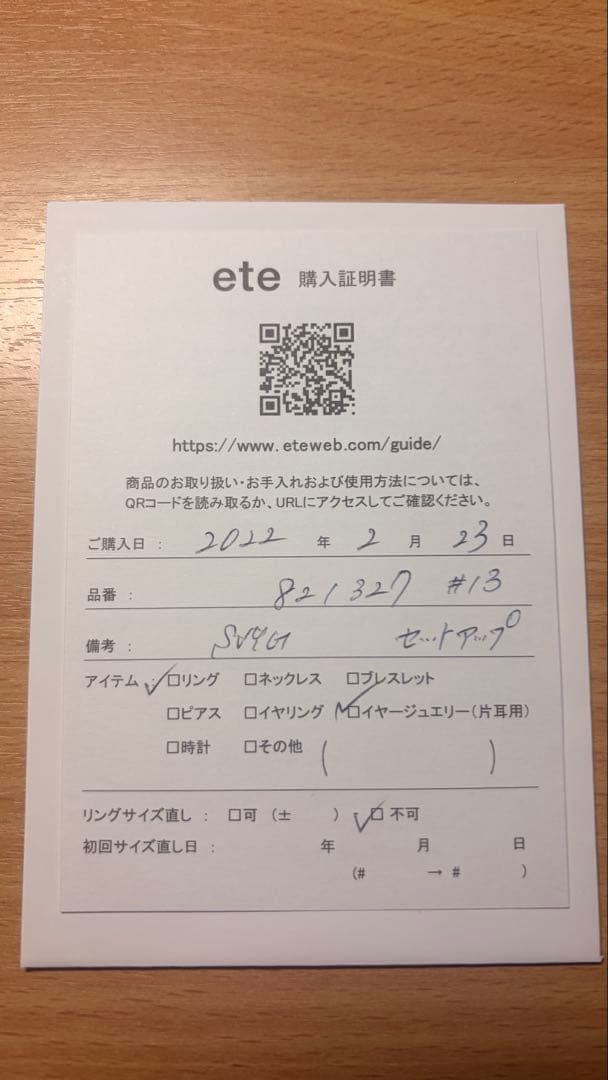 ete 購入証明書
https://www.eteweb.com/guide/
商品のお取り扱い・お手入れおよび使用方法については、
QRコードを読み取るか、URLにアクセスしてご確認ください。
ご購入日 : 2022 年 2 月 23 日
品番 : 821327 #13
備考 : SVYG セットアップ
アイテム : ✓□リング □ネックレス □ブレスレット
□ピアス □イヤリング ✓□イヤージュエリー(片耳用)
□時計 □その他 ( )
リングサイズ直し : □可 (± ) ✓□不可
初回サイズ直し日 : 年 月 日
(# → # )